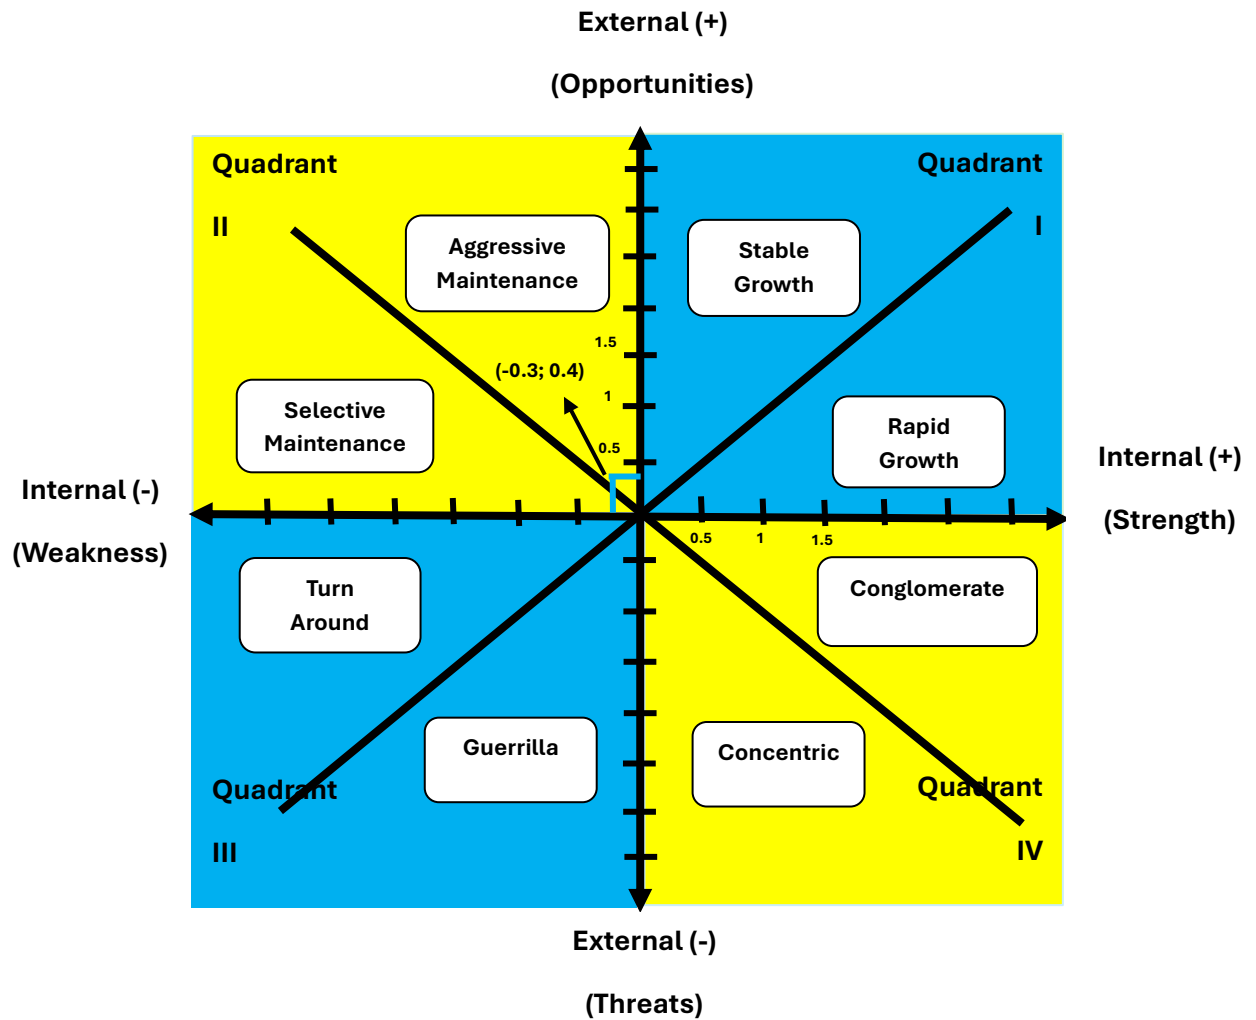 External (+)
(Opportunities)
Quadrant
II
Quadrant
I
Aggressive
Maintenance
Stable
Growth
1.5
(-0.3; 0.4)
1
0.5
Selective
Maintenance
Rapid
Growth
Internal (-)
(Weakness)
Internal (+)
(Strength)
0.5
1
1.5
Turn
Around
Conglomerate
Guerrilla
Concentric
Quadrant
III
Quadrant
IV
External (-)
(Threats)